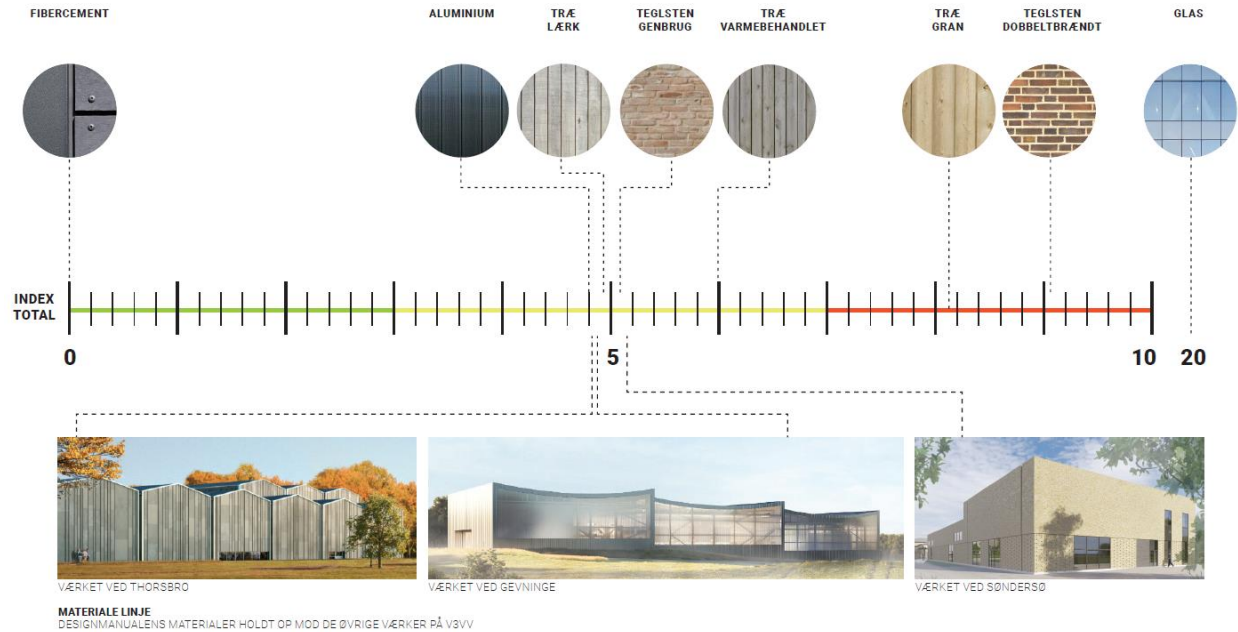 FIBERCEMENT
ALUMINIUM
TRÆ
LÆRK
TEGLSTEN
GENBRUG
TRÆ
VARMEBEHANDLET
TRÆ
GRAN
TEGLSTEN
DOBBELTBRÆNDT
GLAS
INDEX
TOTAL
0
5
10
20
VÆRKET VED THORSBRO
VÆRKET VED GEVNINGE
VÆRKET VED SØNDERSØ
MATERIALE LINJE
DESIGNMANUALENS MATERIALER HOLDT OP MOD DE ØVRIGE VÆRKER PÅ V3VV